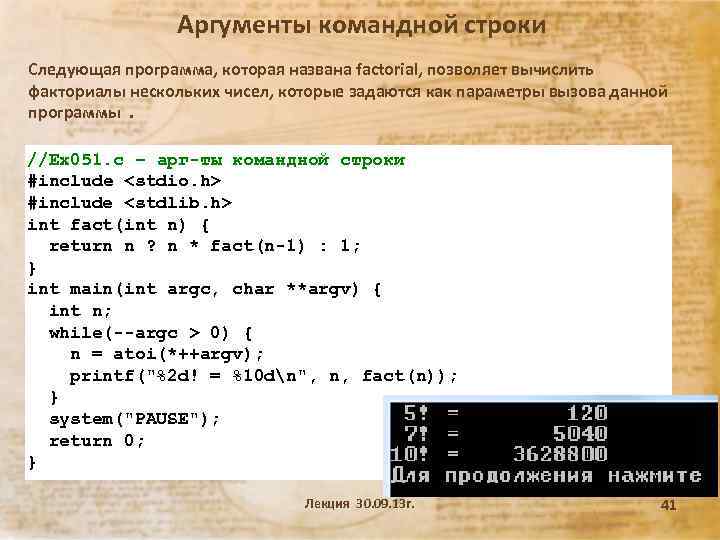 Аргументы командной строки
Следующая программа, которая названа factorial, позволяет вычислить
факториалы нескольких чисел, которые задаются как параметры вызова данной
программы .
//Ex051. c – арг-ты командной строки
#include <stdio. h>
#include <stdlib. h>
int fact(int n) {
return n ? n * fact(n-1) : 1;
}
int main(int argc, char **argv) {
int n;
while(--argc > 0) {
n = atoi(*++argv);
printf("%2 d! = %10 d\n", n, fact(n));
}
system("PAUSE");
return 0;
}
5! = 120
7! = 5040
10! = 3628800
Для продолжения нажмите
Лекция 30.09.13г.
41